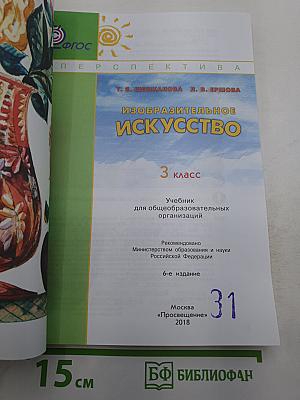 ФГОС
ПЕРСПЕКТИВА
Т. Я. ШПИКАЛОВА Л. В. ЕРШОВА
ИЗОБРАЗИТЕЛЬНОЕ
ИСКУССТВО
3 класс
Учебник
для общеобразовательных
организаций
Рекомендовано
Министерством образования и науки
Российской Федерации
6-е издание
31
Москва
«Просвещение»
2018
15 см
БФ БИБЛИОФАН